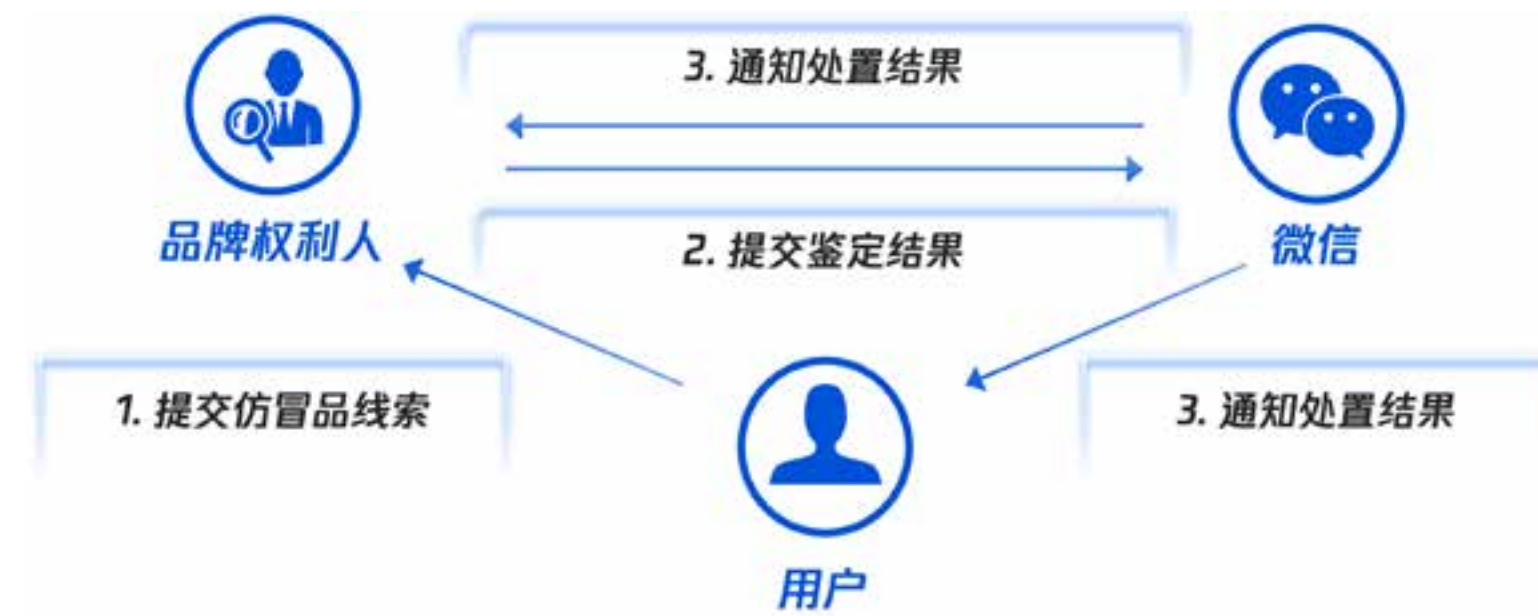 3. 通知处置结果
品牌权利人
2. 提交鉴定结果
微信
1. 提交仿冒品线索
3. 通知处置结果
用户